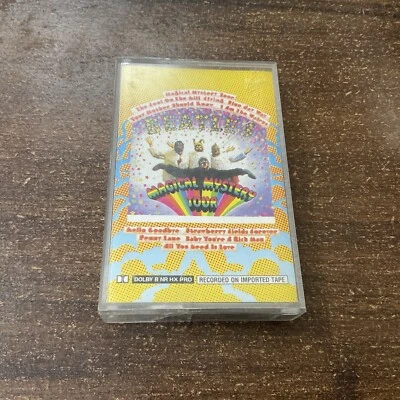 Magical Mystery Tour
The Fool On The Hill Flying Blue Jay Way
Your Mother Should Know I Am The Walrus
BEATLES
MAGICAL MYSTERY
TOUR
Hello Goodbye Strawberry Fields Forever
Penny Lane Baby You're A Rich Man
All You Need Is Love
DOLBY B NR HX PRO RECORDED ON IMPORTED TAPE